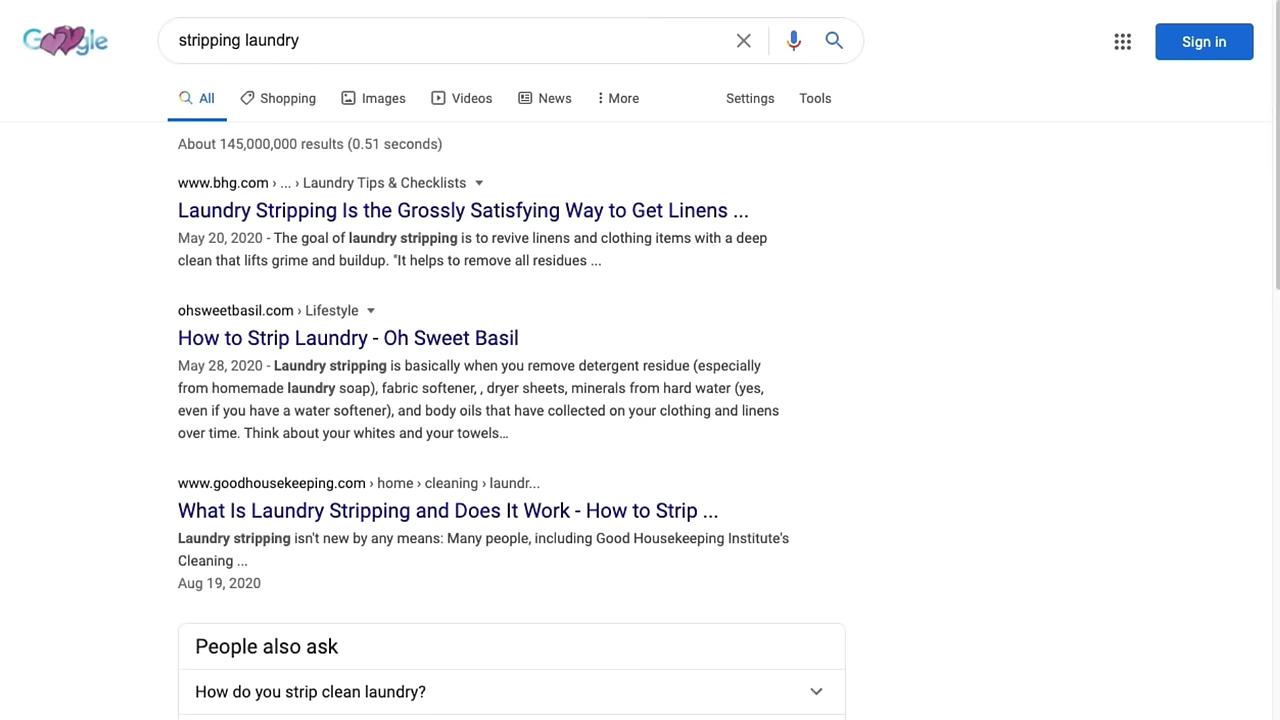 Google
stripping laundry
Sign in
All Shopping Images Videos News More Settings Tools
About 145,000,000 results (0.51 seconds)
www.bhg.com › ... › Laundry Tips & Checklists
Laundry Stripping Is the Grossly Satisfying Way to Get Linens ...
May 20, 2020 - The goal of laundry stripping is to revive linens and clothing items with a deep
clean that lifts grime and buildup. "It helps to remove all residues ...
ohsweetbasil.com › Lifestyle
How to Strip Laundry - Oh Sweet Basil
May 28, 2020 - Laundry stripping is basically when you remove detergent residue (especially
from homemade laundry soap), fabric softener, , dryer sheets, minerals from hard water (yes,
even if you have a water softener), and body oils that have collected on your clothing and linens
over time. Think about your whites and your towels…
www.goodhousekeeping.com › home › cleaning › laundr...
What Is Laundry Stripping and Does It Work - How to Strip ...
Laundry stripping isn't new by any means: Many people, including Good Housekeeping Institute's
Cleaning ...
Aug 19, 2020
People also ask
How do you strip clean laundry?